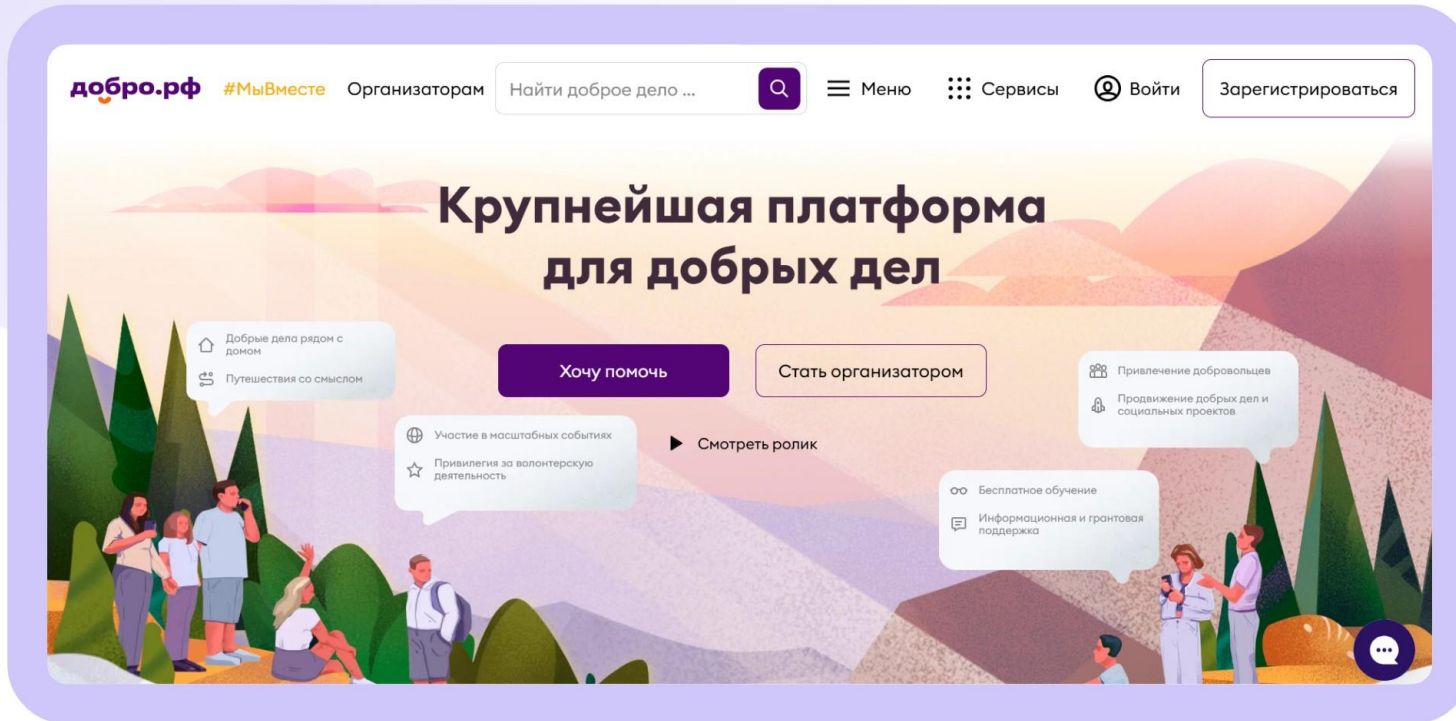 добро.рф #МыВместе Организаторам Найти доброе дело ... Меню Сервисы Войти Зарегистрироваться
Крупнейшая платформа
для добрых дел
Добрые дела рядом с
домом
Путешествия со смыслом
Хочу помочь
Стать организатором
Привлечение добровольцев
Продвижение добрых дел и
социальных проектов
Участие в масштабных событиях
Привилегия за волонтерскую
деятельность
Смотреть ролик
Бесплатное обучение
Информационная и грантовая
поддержка